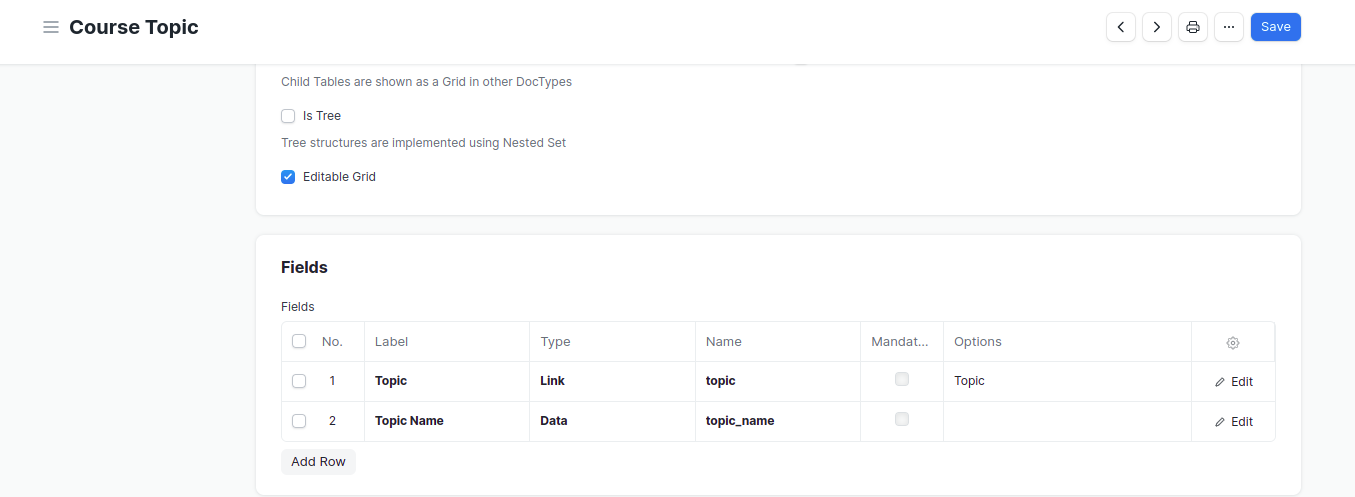 Course Topic
Save
Child Tables are shown as a Grid in other DocTypes
Is Tree
Tree structures are implemented using Nested Set
Editable Grid
Fields
Fields
No. Label Type Name Mandat... Options
1 Topic Link topic Topic Edit
2 Topic Name Data topic_name Edit
Add Row